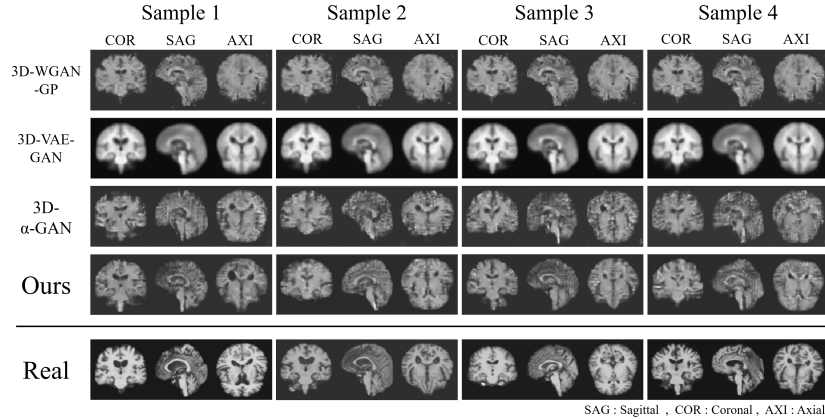 Sample 1 Sample 2 Sample 3 Sample 4
COR SAG AXI COR SAG AXI COR SAG AXI COR SAG AXI
3D-WGAN
-GP
3D-VAE-
GAN
3D-
α-GAN
Ours
Real
SAG : Sagittal , COR : Coronal , AXI : Axial